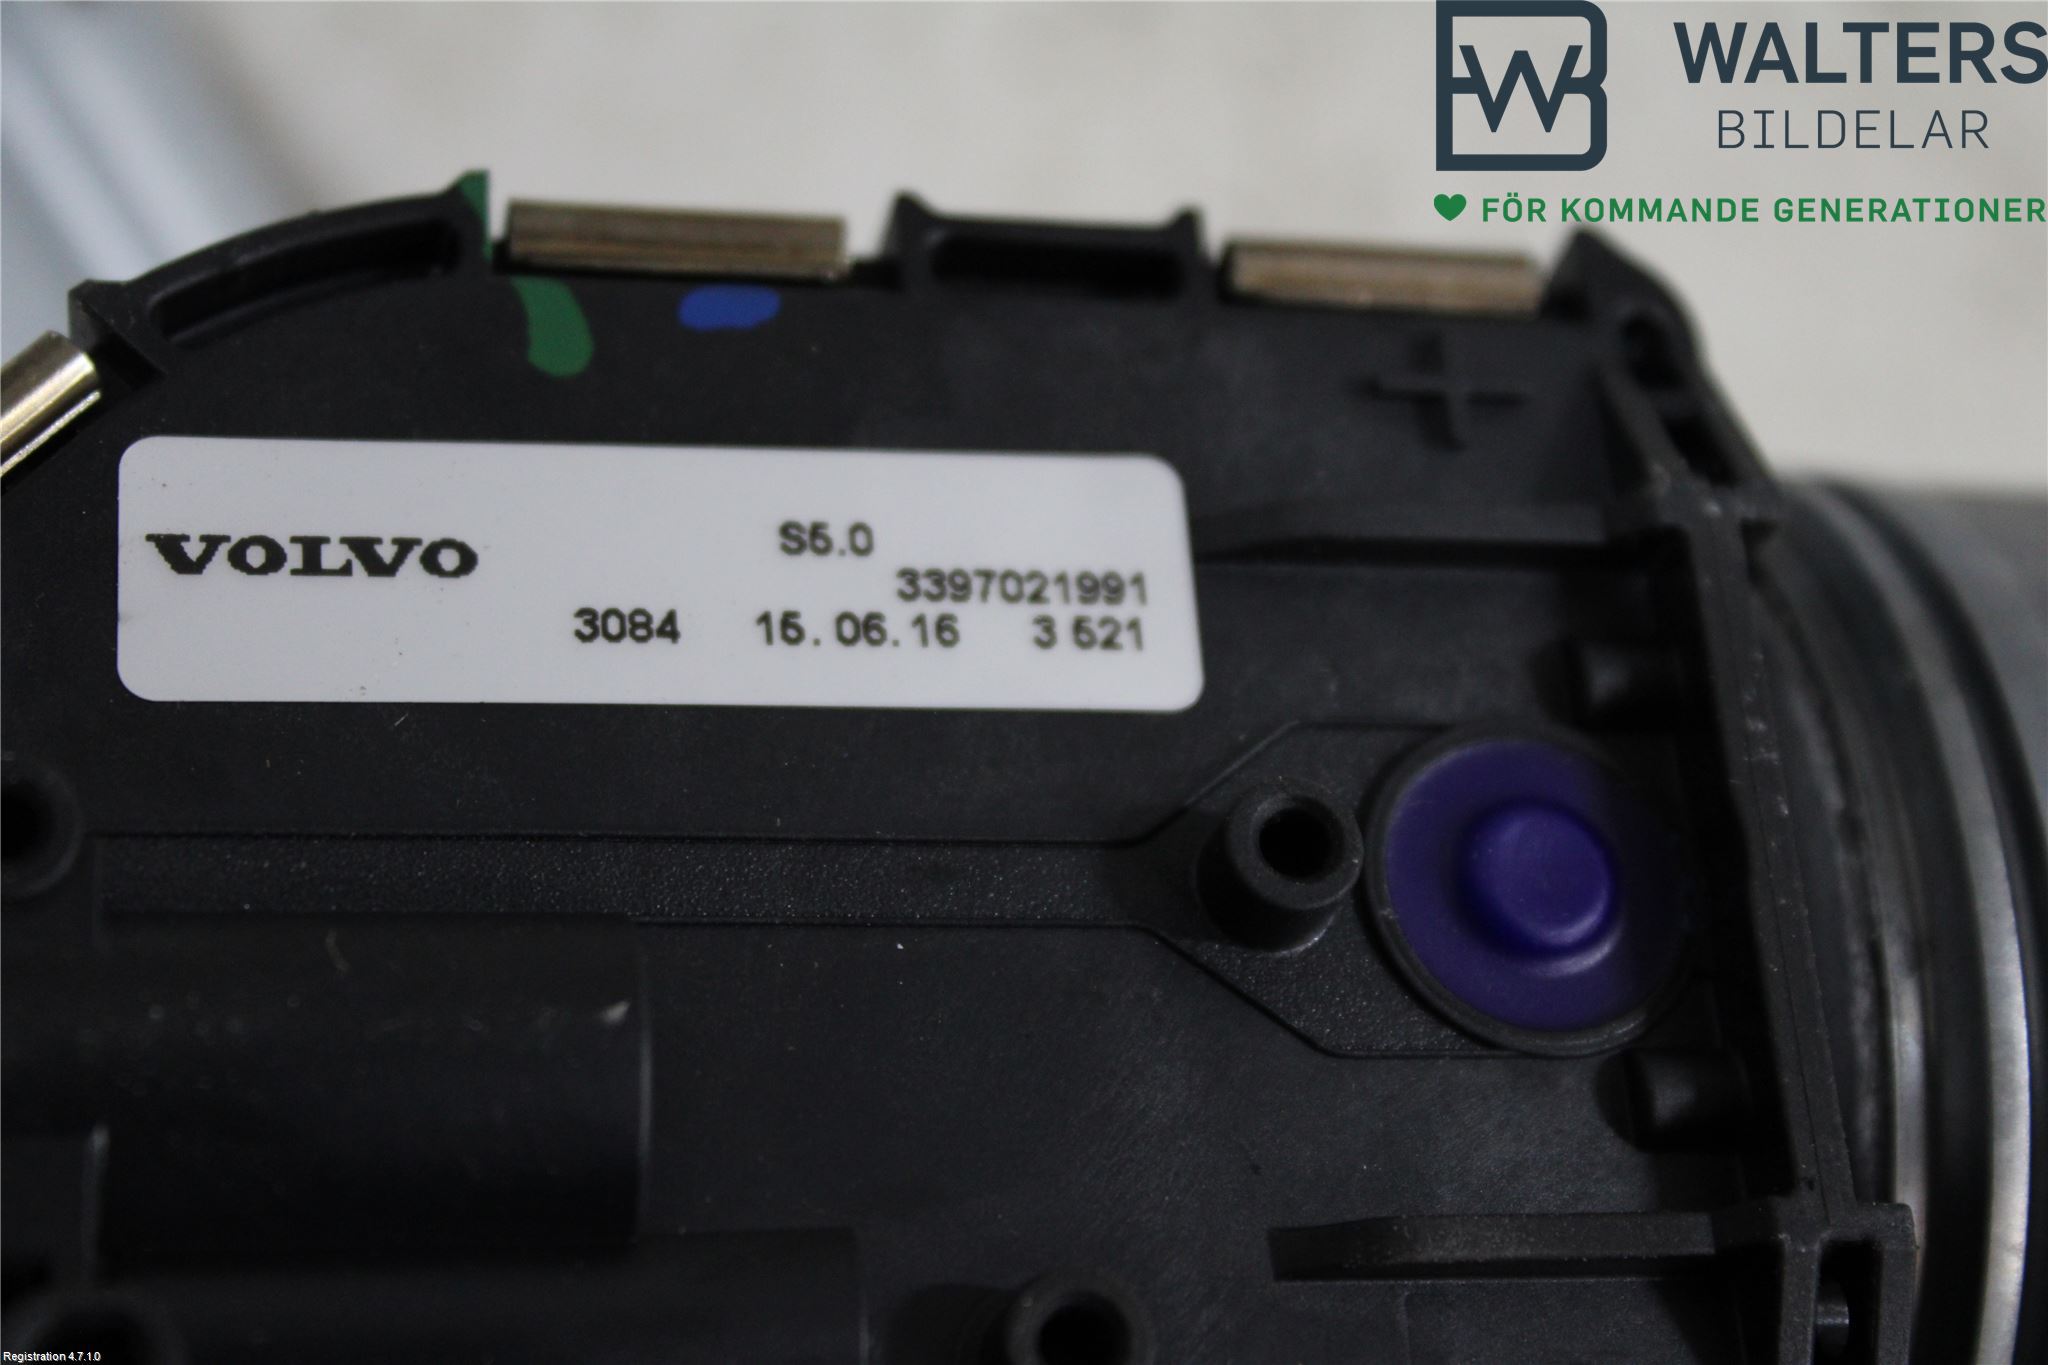 WALTERS
BILDELAR
FÖR KOMMANDE GENERATIONER
VOLVO
S5.0
3397021991
3084 15.06.16 3 521
Registration 4.7.1.0